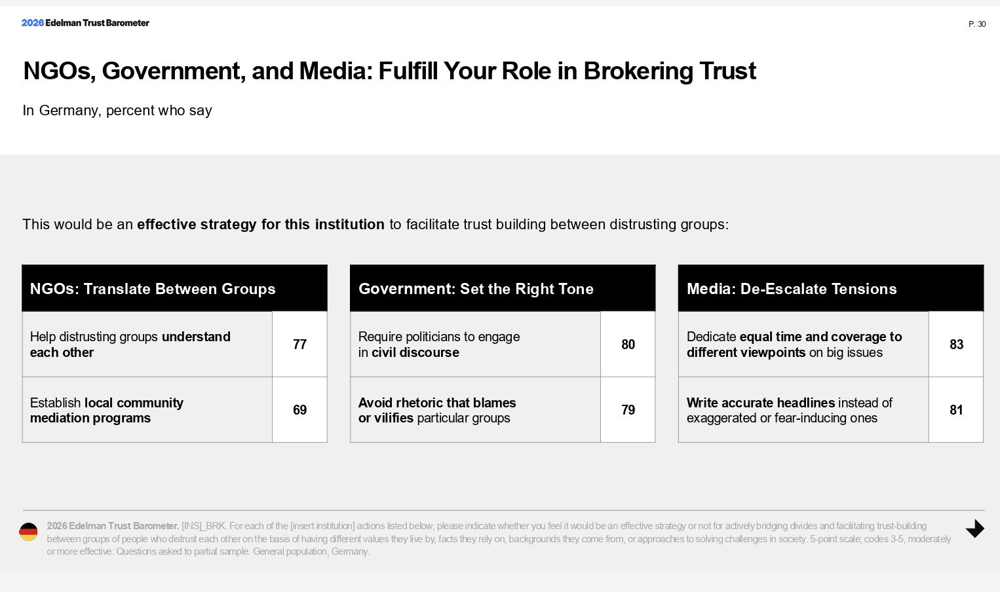 2026 Edelman Trust Barometer
P. 30
NGOs, Government, and Media: Fulfill Your Role in Brokering Trust
In Germany, percent who say
This would be an effective strategy for this institution to facilitate trust building between distrusting groups:
NGOs: Translate Between Groups
Help distrusting groups understand
each other
77
Establish local community
mediation programs
69
Government: Set the Right Tone
Require politicians to engage
in civil discourse
80
Avoid rhetoric that blames
or vilifies particular groups
79
Media: De-Escalate Tensions
Dedicate equal time and coverage to
different viewpoints on big issues
83
Write accurate headlines instead of
exaggerated or fear-inducing ones
81
2026 Edelman Trust Barometer. [INS]_BRK. For each of the [insert institution] actions listed below, please indicate whether you feel it would be an effective strategy or not for actively bridging divides and facilitating trust-building
between groups of people who distrust each other on the basis of having different values they live by, facts they rely on, backgrounds they come from, or approaches to solving challenges in society. 5-point scale; codes 3-5, moderately
or more effective. Questions asked to partial sample. General population, Germany.